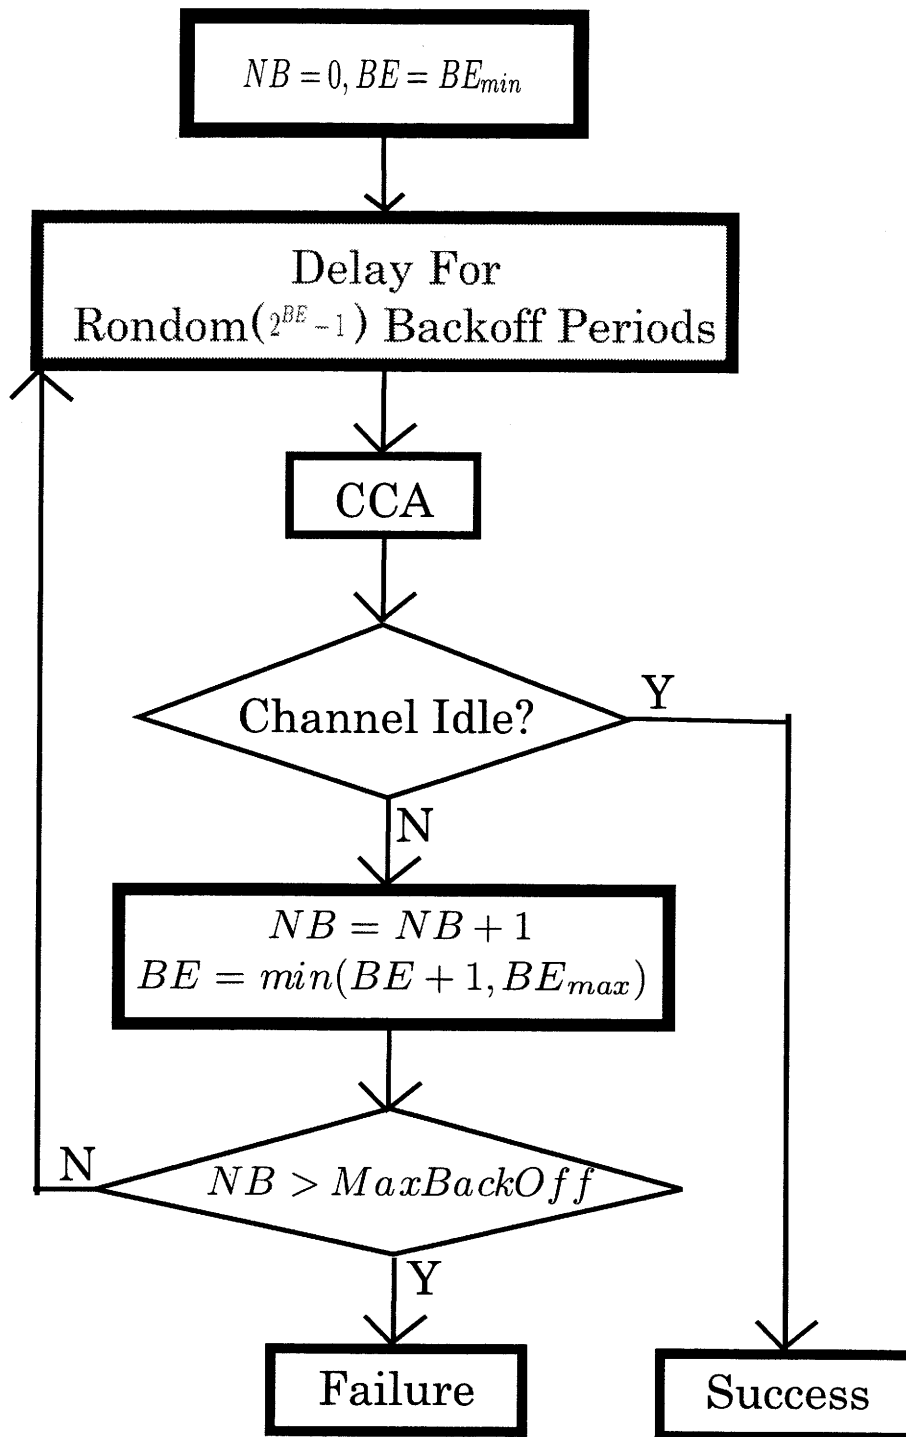 NB = 0, BE = BE_min
Delay For
Rondom(2^BE - 1) Backoff Periods
CCA
Channel Idle?
Y
N
NB = NB + 1
BE = min(BE + 1, BE_max)
N
NB > MaxBackOff
Y
Failure
Success